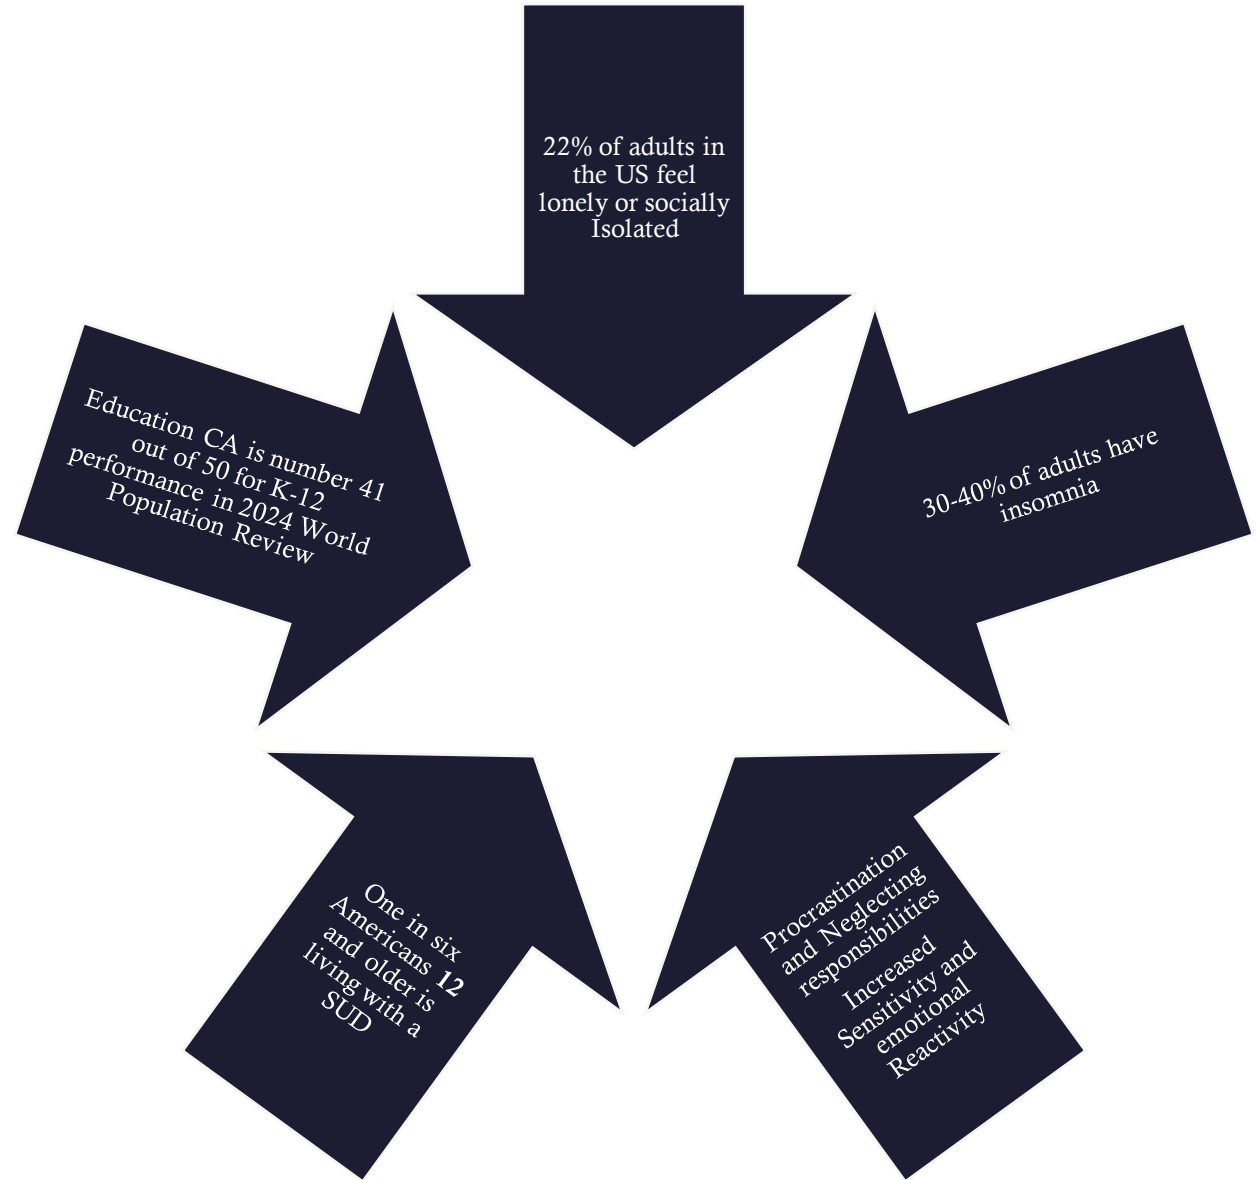 22% of adults in
the US feel
lonely or socially
Isolated
30-40% of adults have
insomnia
Procrastination
and Neglecting
responsibilities
Increased
Sensitivity and
emotional
Reactivity
One in six
Americans 12
and older is
living with a
SUD
Education CA is number 41
out of 50 for K-12
performance in 2024 World
Population Review